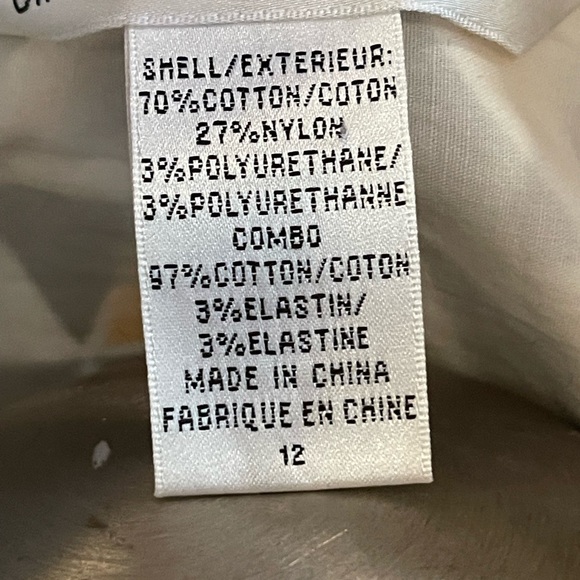 SHELL/EXTERIEUR:
70%COTTON/COTON
27%NYLON
3%POLYURETHANE/
3%POLYURETHANNE
COMBO
97%COTTON/COTON
3%ELASTIN/
3%ELASTINE
MADE IN CHINA
FABRIQUE EN CHINE
12